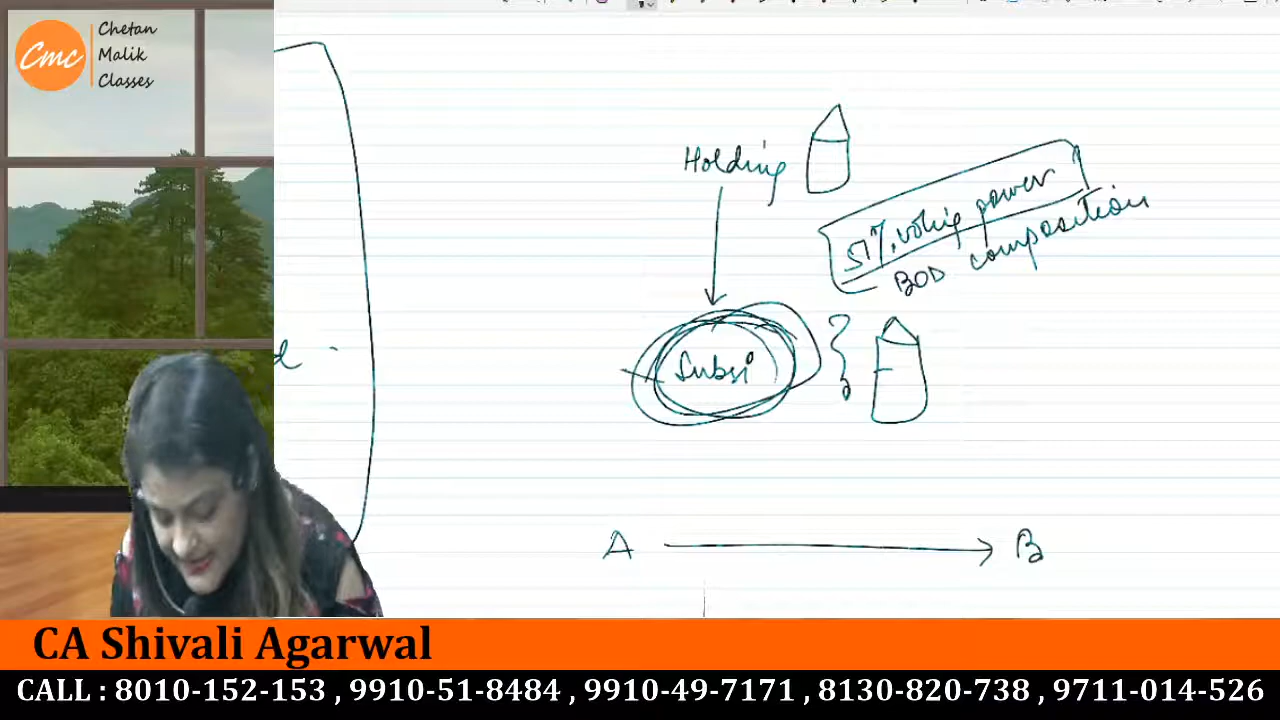 Cmc
Chetan
Malik
Classes
Holding
51% voting power
BOD composition
Subsi
A
B
CA Shivali Agarwal
CALL : 8010-152-153 , 9910-51-8484 , 9910-49-7171 , 8130-820-738 , 9711-014-526